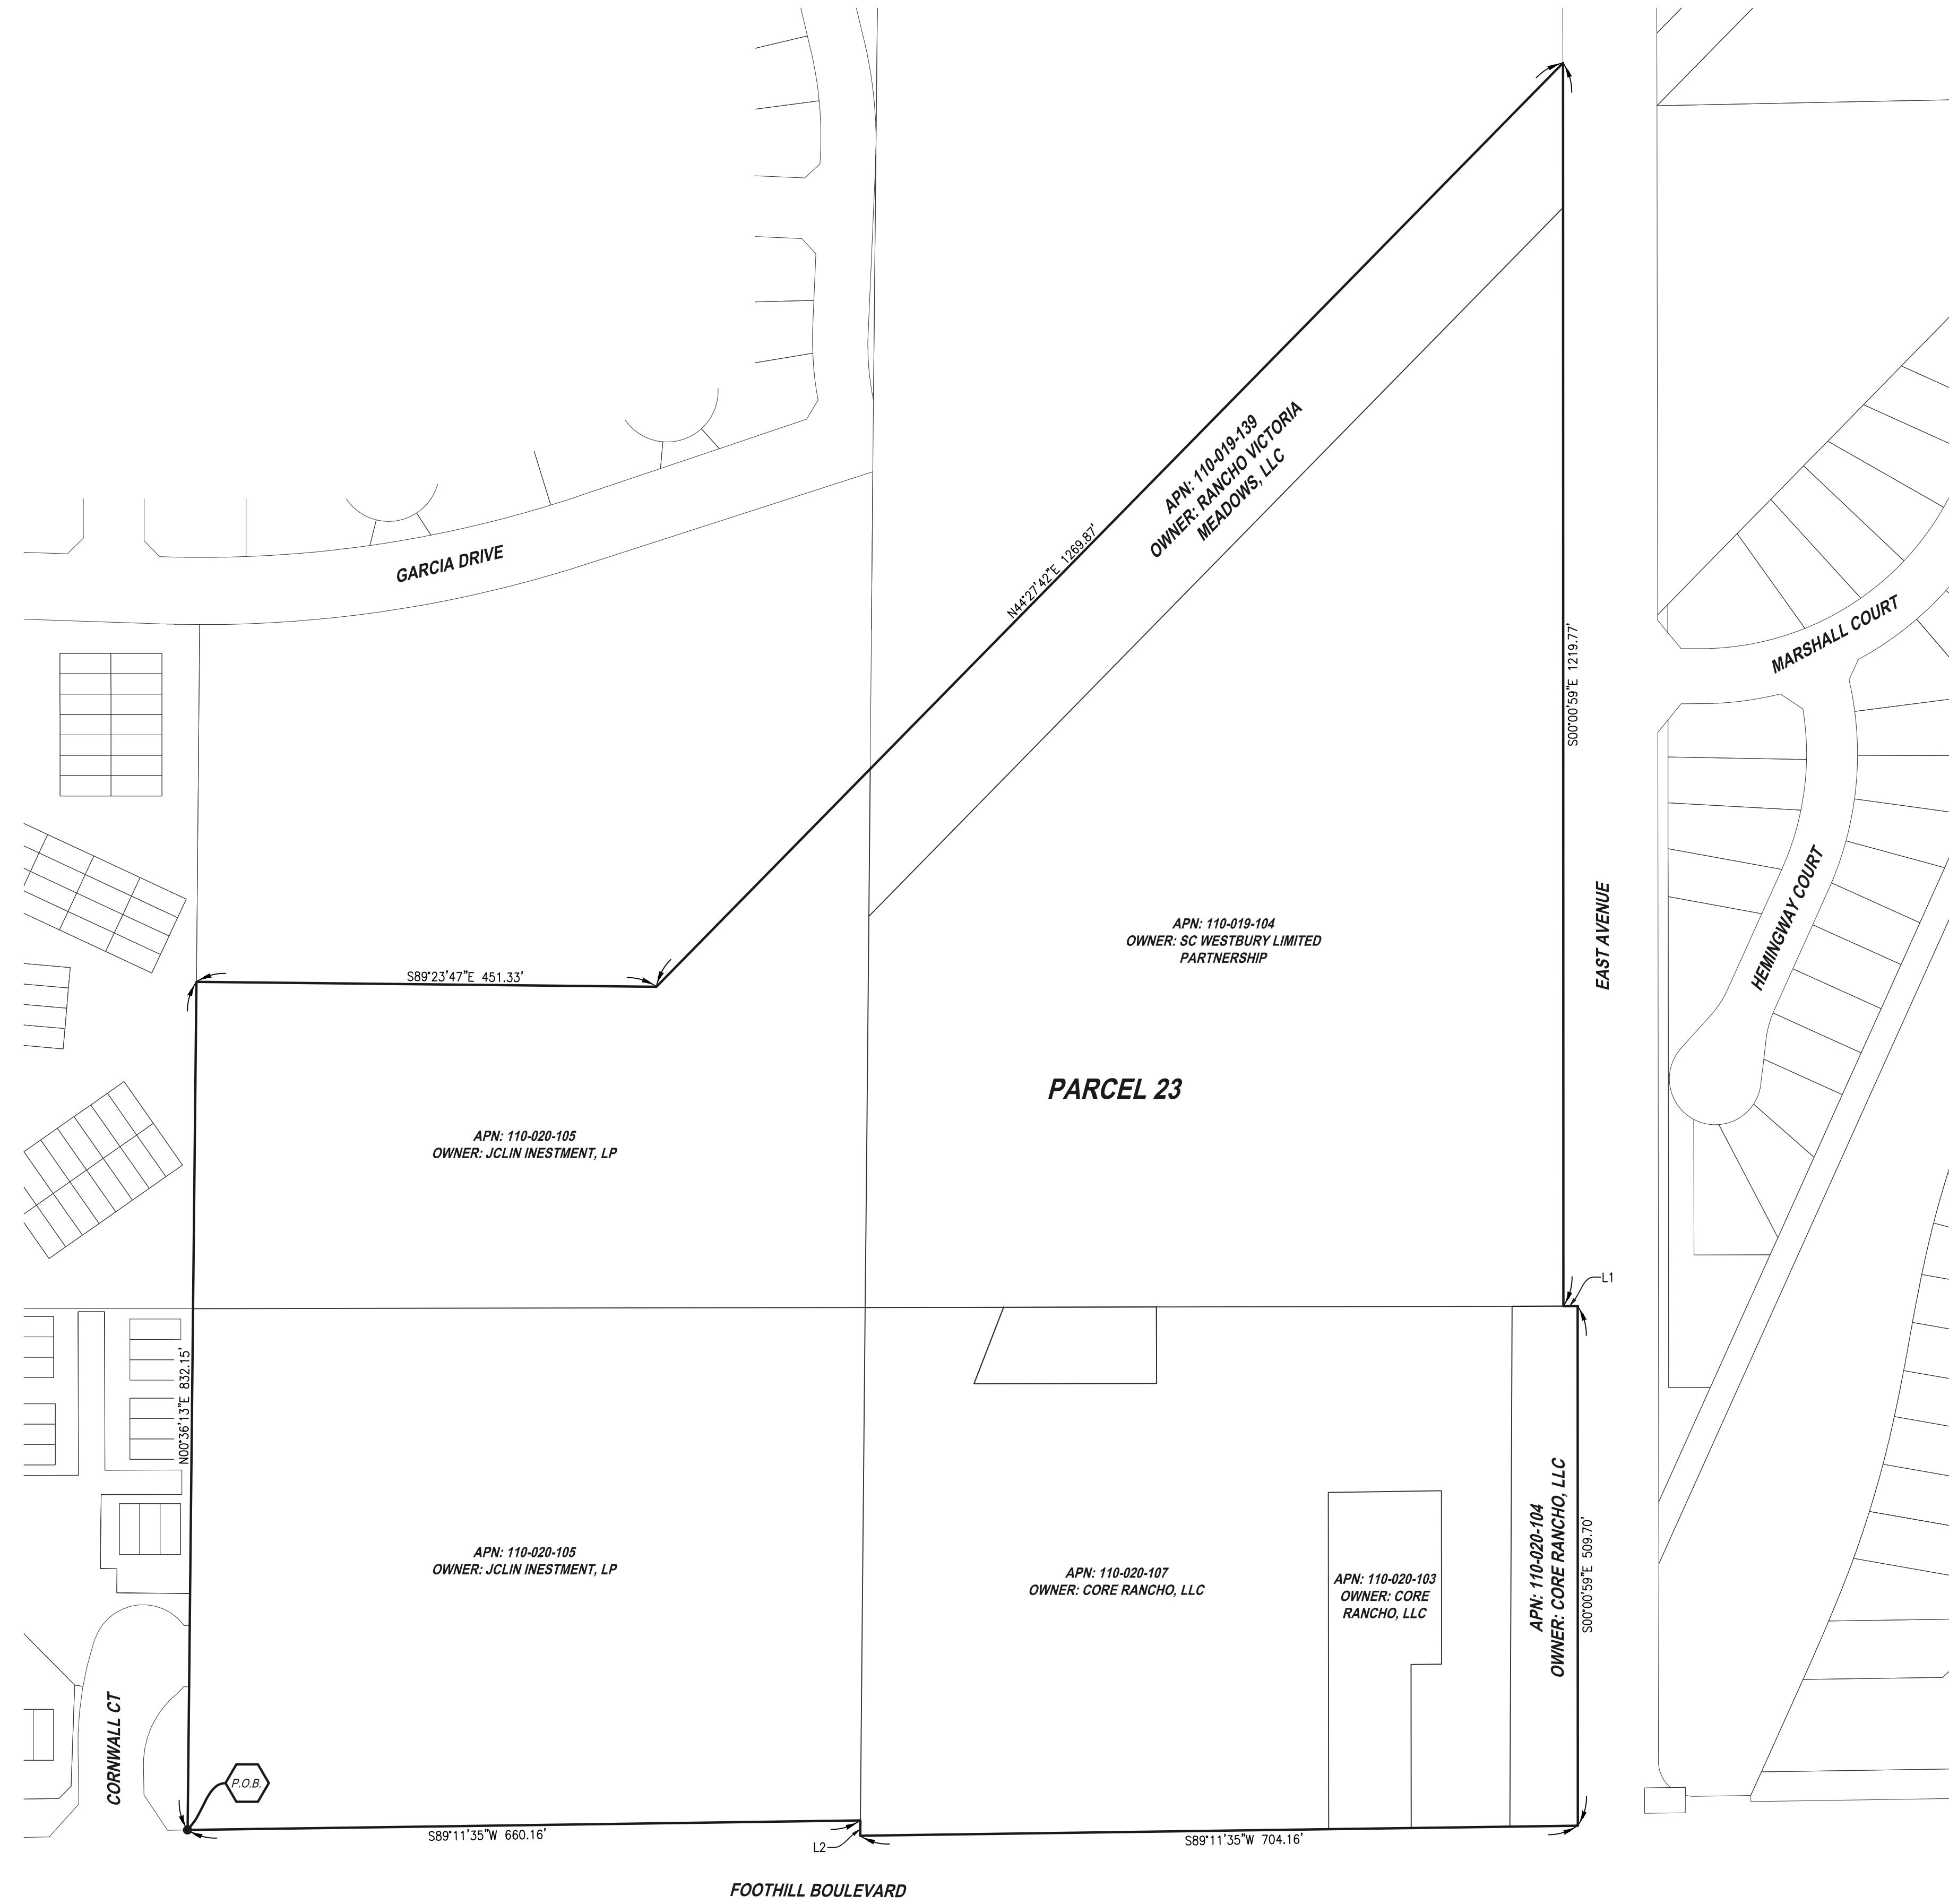 APN: 110-019-139
OWNER: RANCHO VICTORIA
MEADOWS, LLC
GARCIA DRIVE
N44°27'42"E 1269.87'
S00°00'59"E 1219.77'
MARSHALL COURT
HEMINGWAY COURT
EAST AVENUE
APN: 110-019-104
OWNER: SC WESTBURY LIMITED
PARTNERSHIP
S89°23'47"E 451.33'
PARCEL 23
APN: 110-020-105
OWNER: JCLIN INESTMENT, LP
L1
N00°36'13"E 832.15'
APN: 110-020-105
OWNER: JCLIN INESTMENT, LP
APN: 110-020-107
OWNER: CORE RANCHO, LLC
APN: 110-020-103
OWNER: CORE
RANCHO, LLC
APN: 110-020-104
OWNER: CORE RANCHO, LLC
S00°00'59"E 509.70'
CORNWALL CT
P.O.B.
S89°11'35"W 660.16'
L2
S89°11'35"W 704.16'
FOOTHILL BOULEVARD